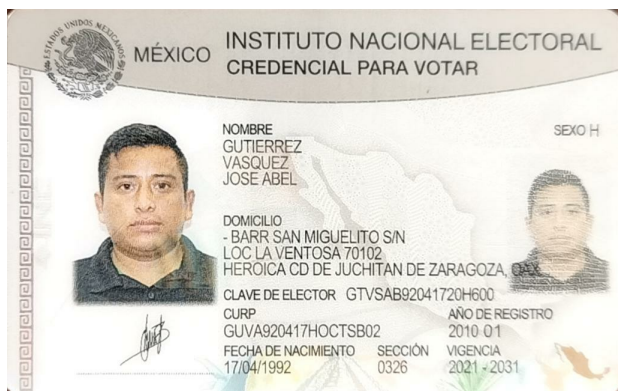 ESTADOS UNIDOS MEXICANOS
MÉXICO INSTITUTO NACIONAL ELECTORAL
CREDENCIAL PARA VOTAR
NOMBRE SEXO H
GUTIERREZ
VASQUEZ
JOSE ABEL
DOMICILIO
- BARR SAN MIGUELITO S/N
LOC LA VENTOSA 70102
HEROICA CD DE JUCHITAN DE ZARAGOZA, OAX.
CLAVE DE ELECTOR GTVSAB92041720H600
CURP AÑO DE REGISTRO
GUVA920417HOCTSB02 2010 01
FECHA DE NACIMIENTO SECCIÓN VIGENCIA
17/04/1992 0326 2021 - 2031